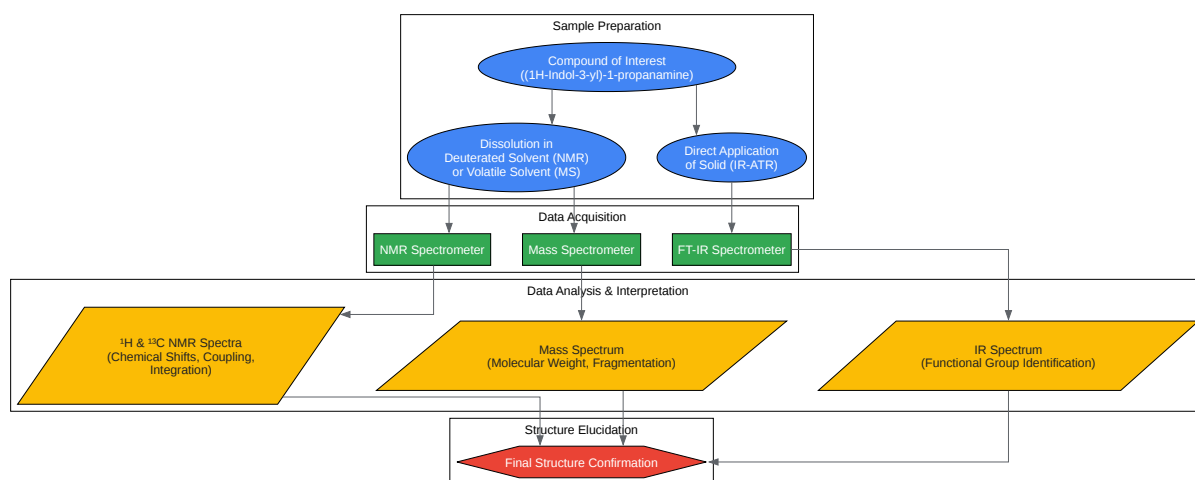 Sample Preparation
Compound of Interest
((1H-Indol-3-yl)-1-propanamine)
Dissolution in
Deuterated Solvent (NMR)
or Volatile Solvent (MS)
Direct Application
of Solid (IR-ATR)
Data Acquisition
NMR Spectrometer
Mass Spectrometer
FT-IR Spectrometer
Data Analysis & Interpretation
¹H & ¹³C NMR Spectra
(Chemical Shifts, Coupling,
Integration)
Mass Spectrum
(Molecular Weight, Fragmentation)
IR Spectrum
(Functional Group Identification)
Structure Elucidation
Final Structure Confirmation